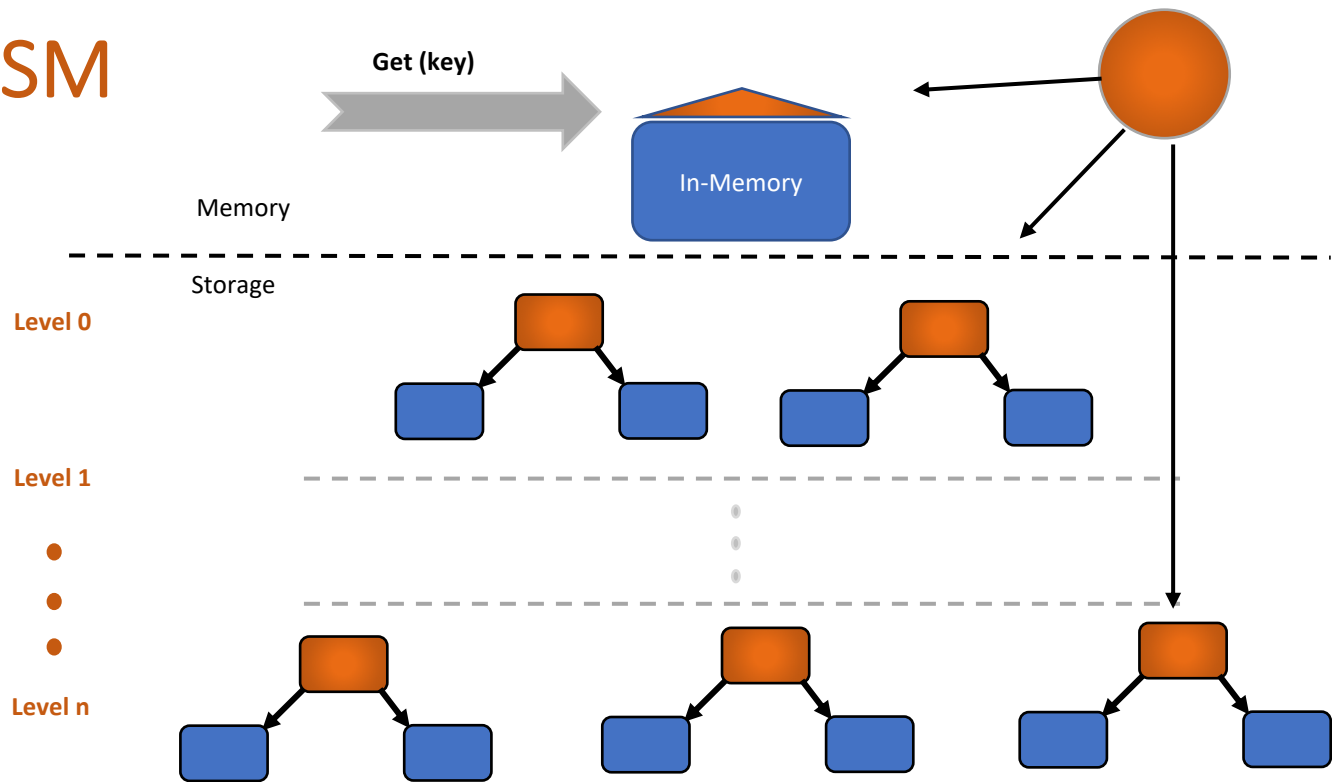 SM
Get (key)
In-Memory
Memory
Storage
Level 0
Level 1
Level n